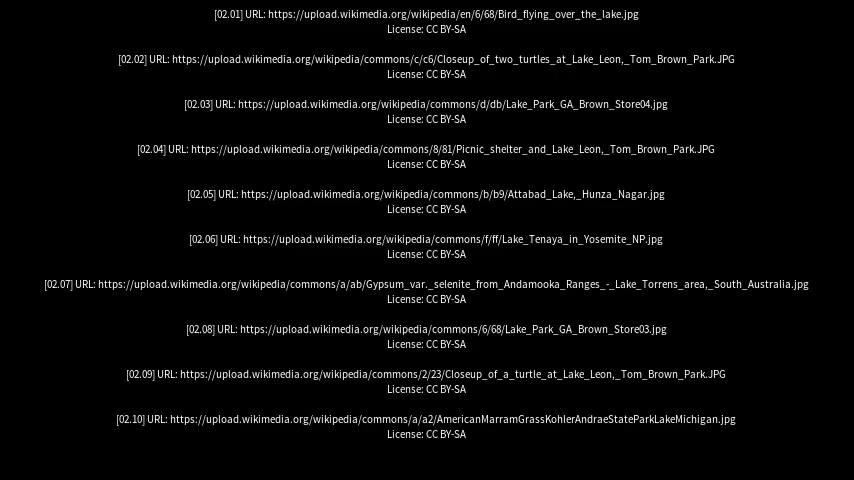 [02.01] URL: https://upload.wikimedia.org/wikipedia/en/6/68/Bird_flying_over_the_lake.jpg
License: CC BY-SA
[02.02] URL: https://upload.wikimedia.org/wikipedia/commons/c/c6/Closeup_of_two_turtles_at_Lake_Leon,_Tom_Brown_Park.JPG
License: CC BY-SA
[02.03] URL: https://upload.wikimedia.org/wikipedia/commons/d/db/Lake_Park_GA_Brown_Store04.jpg
License: CC BY-SA
[02.04] URL: https://upload.wikimedia.org/wikipedia/commons/8/81/Picnic_shelter_and_Lake_Leon,_Tom_Brown_Park.JPG
License: CC BY-SA
[02.05] URL: https://upload.wikimedia.org/wikipedia/commons/b/b9/Attabad_Lake,_Hunza_Nagar.jpg
License: CC BY-SA
[02.06] URL: https://upload.wikimedia.org/wikipedia/commons/f/ff/Lake_Tenaya_in_Yosemite_NP.jpg
License: CC BY-SA
[02.07] URL: https://upload.wikimedia.org/wikipedia/commons/a/ab/Gypsum_var._selenite_from_Andamooka_Ranges_-_Lake_Torrens_area,_South_Australia.jpg
License: CC BY-SA
[02.08] URL: https://upload.wikimedia.org/wikipedia/commons/6/68/Lake_Park_GA_Brown_Store03.jpg
License: CC BY-SA
[02.09] URL: https://upload.wikimedia.org/wikipedia/commons/2/23/Closeup_of_a_turtle_at_Lake_Leon,_Tom_Brown_Park.JPG
License: CC BY-SA
[02.10] URL: https://upload.wikimedia.org/wikipedia/commons/a/a2/AmericanMarramGrassKohlerAndraeStateParkLakeMichigan.jpg
License: CC BY-SA